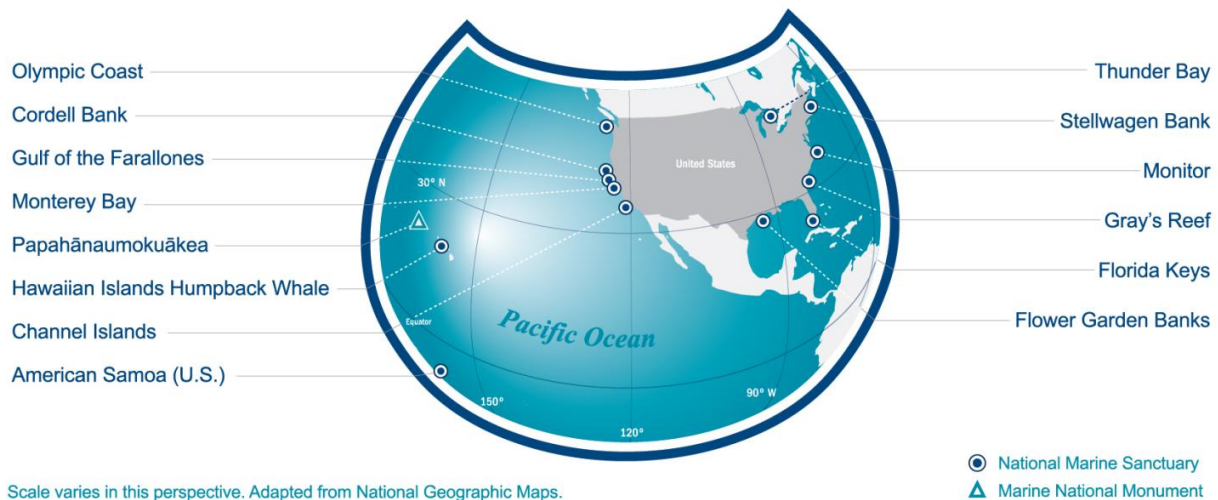 Olympic Coast
Cordell Bank
Gulf of the Farallones
Monterey Bay
Papahānaumokuākea
Hawaiian Islands Humpback Whale
Channel Islands
American Samoa (U.S.)
30° N
United States
Equator
Pacific Ocean
150°
120°
90° W
Thunder Bay
Stellwagen Bank
Monitor
Gray’s Reef
Florida Keys
Flower Garden Banks
National Marine Sanctuary
Marine National Monument
Scale varies in this perspective. Adapted from National Geographic Maps.